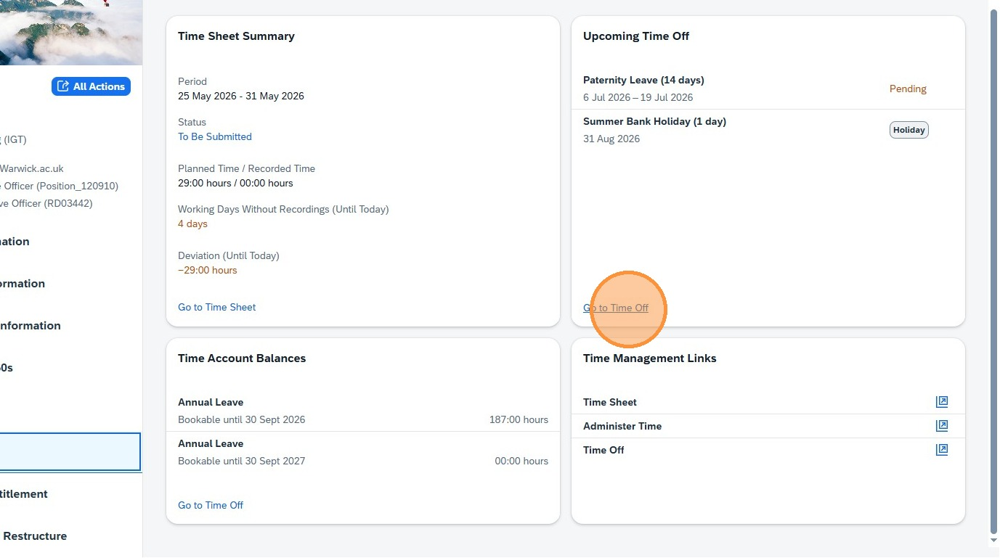 All Actions
(IGT)
Warwick.ac.uk
Officer (Position_120910)
Officer (RD03442)
Restructure
Time Sheet Summary
Period
25 May 2026 - 31 May 2026
Status
To Be Submitted
Planned Time / Recorded Time
29:00 hours / 00:00 hours
Working Days Without Recordings (Until Today)
4 days
Deviation (Until Today)
−29:00 hours
Go to Time Sheet
Upcoming Time Off
Paternity Leave (14 days)
6 Jul 2026 – 19 Jul 2026
Pending
Summer Bank Holiday (1 day)
31 Aug 2026
Holiday
Go to Time Off
Time Account Balances
Annual Leave
Bookable until 30 Sept 2026
187:00 hours
Annual Leave
Bookable until 30 Sept 2027
00:00 hours
Go to Time Off
Time Management Links
Time Sheet
Administer Time
Time Off